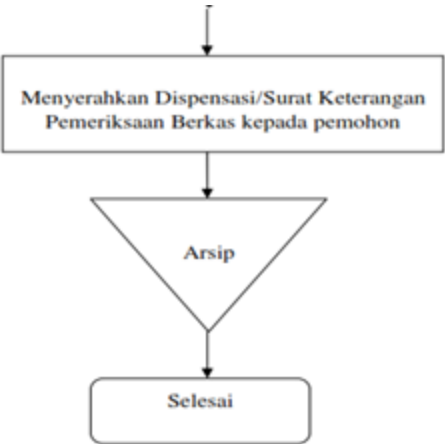 Menyerahkan Dispensasi/Surat Keterangan
Pemeriksaan Berkas kepada pemohon
Arsip
Selesai